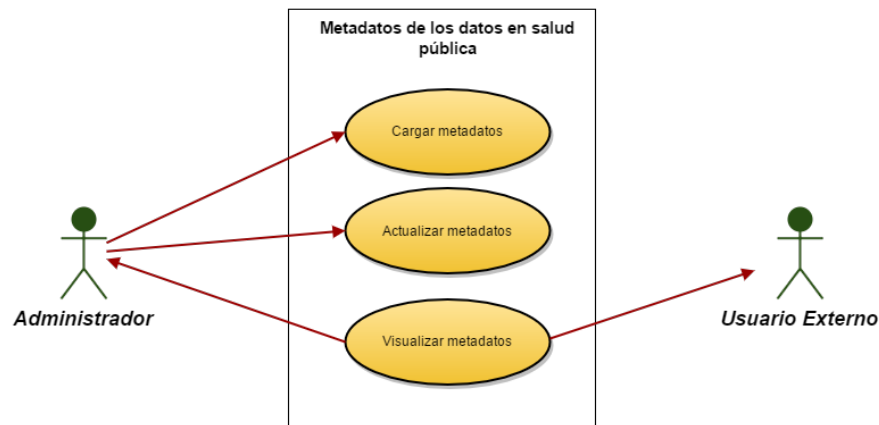 Metadatos de los datos en salud
pública
Cargar metadatos
Actualizar metadatos
Administrador
Usuario Externo
Visualizar metadatos